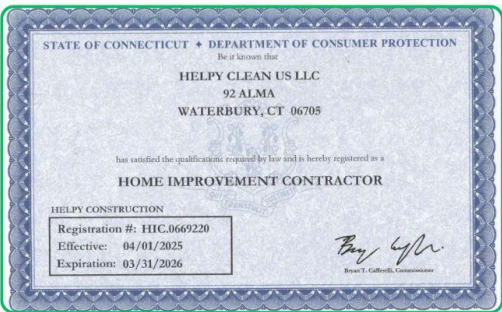 STATE OF CONNECTICUT ✦ DEPARTMENT OF CONSUMER PROTECTION
Be it known that
HELPY CLEAN US LLC
92 ALMA
WATERBURY, CT 06705
has satisfied the qualifications required by law and is hereby registered as a
HOME IMPROVEMENT CONTRACTOR
HELPY CONSTRUCTION
Registration #: HIC.0669220
Effective: 04/01/2025
Expiration: 03/31/2026
Bryan T. Cafferelli, Commissioner